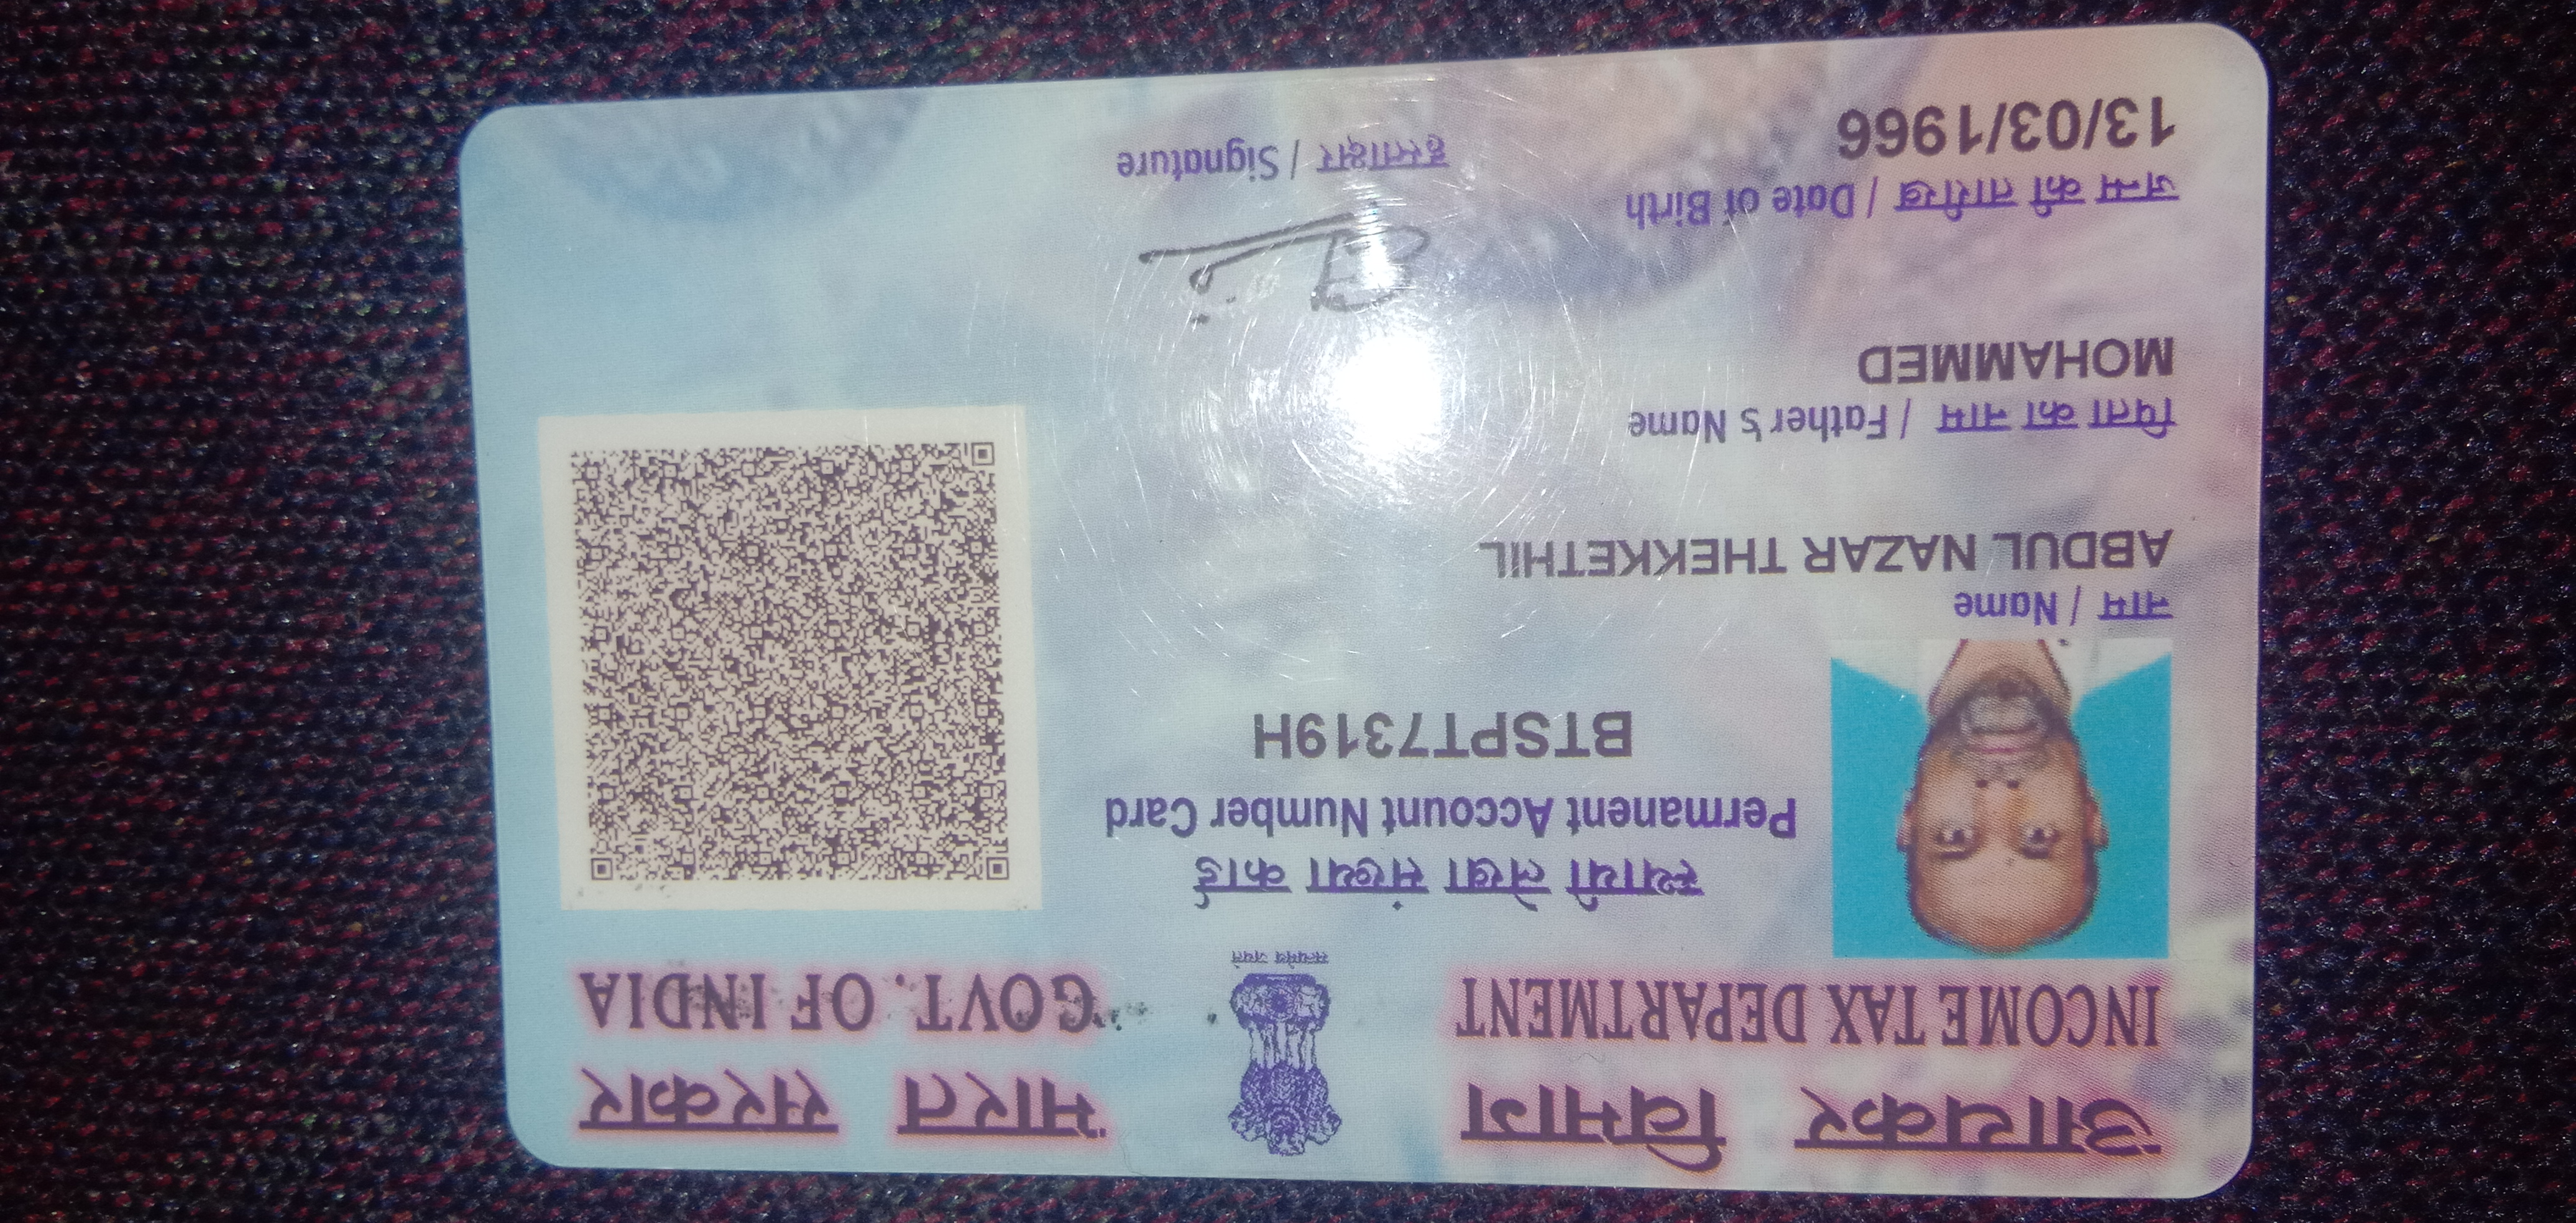 आयकर विभाग
INCOME TAX DEPARTMENT
सत्यमेव जयते
भारत सरकार
GOVT. OF INDIA
स्थायी लेखा संख्या कार्ड
Permanent Account Number Card
BTSPT7319H
नाम / Name
ABDUL NAZAR THEKKETHIL
पिता का नाम / Father's Name
MOHAMMED
जन्म की तारीख / Date of Birth
13/03/1966
हस्ताक्षर / Signature